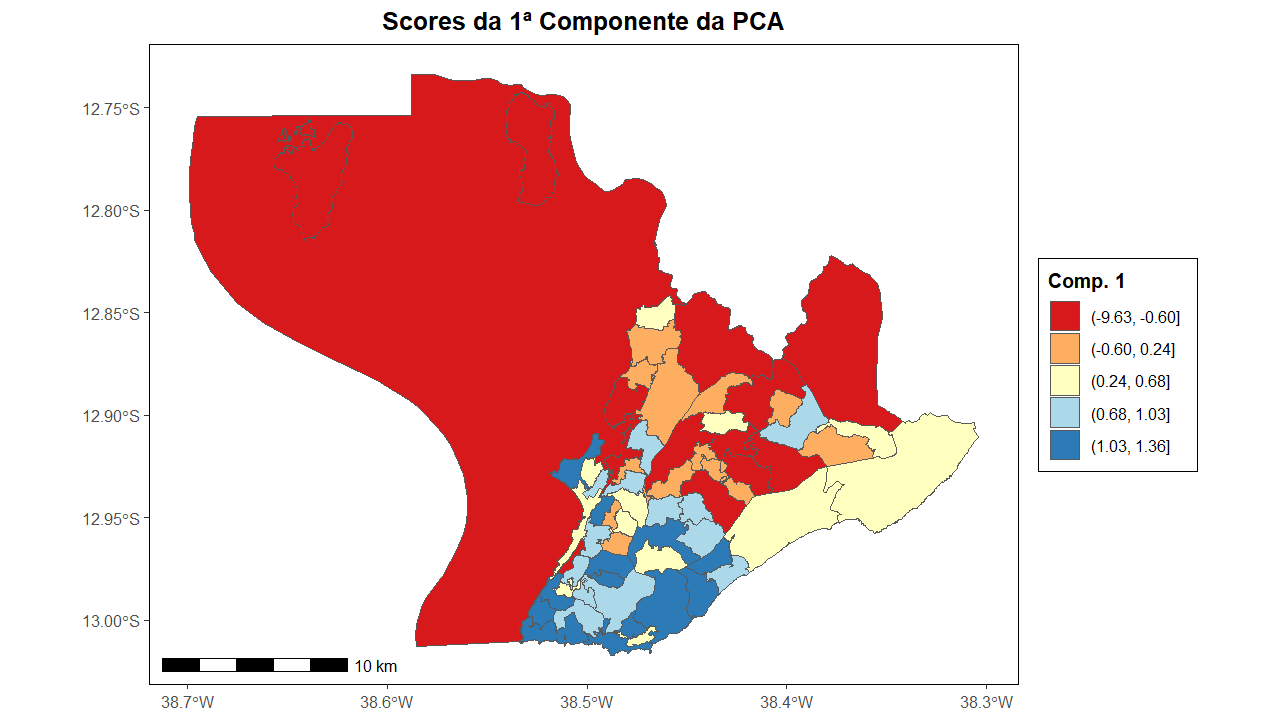 Scores da 1ª Componente da PCA
12.75°S
12.80°S
12.85°S
12.90°S
12.95°S
13.00°S
38.7°W
38.6°W
38.5°W
38.4°W
38.3°W
10 km
Comp. 1
(-9.63, -0.60]
(-0.60, 0.24]
(0.24, 0.68]
(0.68, 1.03]
(1.03, 1.36]